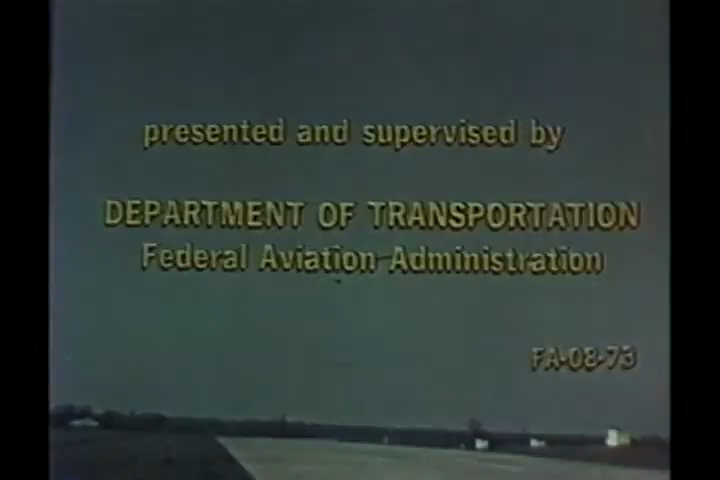 presented and supervised by
DEPARTMENT OF TRANSPORTATION
Federal Aviation Administration
FA-08-73